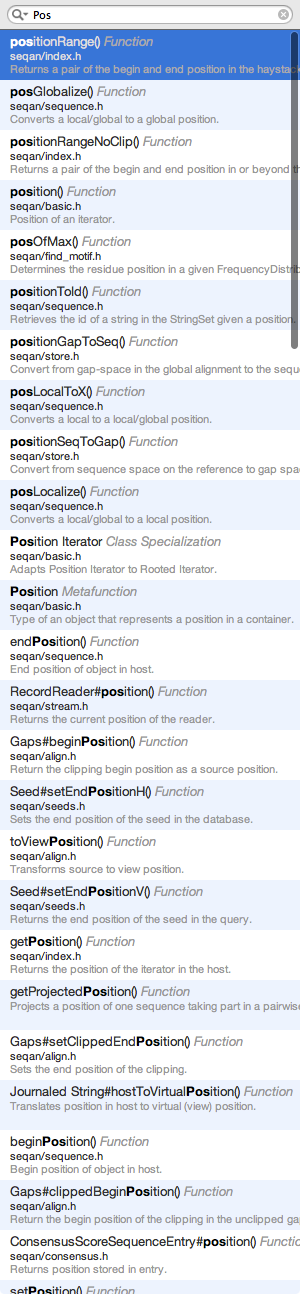 Pos
positionRange() Function
seqan/index.h
Returns a pair of the begin and end position in the haystack
posGlobalize() Function
seqan/sequence.h
Converts a local/global to a global position.
positionRangeNoClip() Function
seqan/index.h
Returns a pair of the begin and end position in or beyond th
position() Function
seqan/basic.h
Position of an iterator.
posOfMax() Function
seqan/find_motif.h
Determines the residue position in a given FrequencyDistrib
positionToId() Function
seqan/sequence.h
Retrieves the id of a string in the StringSet given a position.
positionGapToSeq() Function
seqan/store.h
Convert from gap-space in the global alignment to the sequ
posLocalToX() Function
seqan/sequence.h
Converts a local to a local/global position.
positionSeqToGap() Function
seqan/store.h
Convert from sequence space on the reference to gap spa
posLocalize() Function
seqan/sequence.h
Converts a local/global to a local position.
Position Iterator Class Specialization
seqan/basic.h
Adapts Position Iterator to Rooted Iterator.
Position Metafunction
seqan/basic.h
Type of an object that represents a position in a container.
endPosition() Function
seqan/sequence.h
End position of object in host.
RecordReader#position() Function
seqan/stream.h
Returns the current position of the reader.
Gaps#beginPosition() Function
seqan/align.h
Return the clipping begin position as a source position.
Seed#setEndPositionH() Function
seqan/seeds.h
Sets the end position of the seed in the database.
toViewPosition() Function
seqan/align.h
Transforms source to view position.
Seed#setEndPositionV() Function
seqan/seeds.h
Returns the end position of the seed in the query.
getPosition() Function
seqan/index.h
Returns the position of the iterator in the host.
getProjectedPosition() Function
Projects a position of one sequence taking part in a pairwise
Gaps#setClippedEndPosition() Function
seqan/align.h
Sets the end position of the clipping.
Journaled String#hostToVirtualPosition() Function
Translates position in host to virtual (view) position.
beginPosition() Function
seqan/sequence.h
Begin position of object in host.
Gaps#clippedBeginPosition() Function
seqan/align.h
Return the begin position of the clipping in the unclipped ga
ConsensusScoreSequenceEntry#position() Functio
seqan/consensus.h
Returns position stored in entry.
setPosition() Function